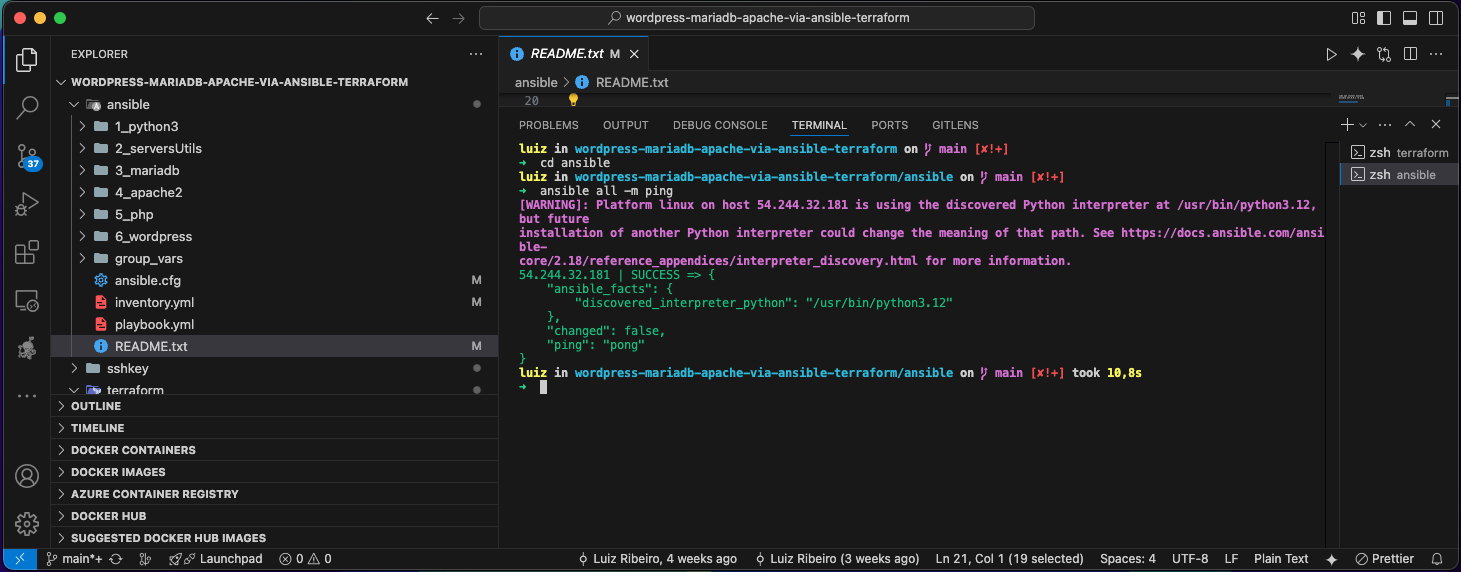 wordpress-mariadb-apache-via-ansible-terraform
EXPLORER
WORDPRESS-MARIADB-APACHE-VIA-ANSIBLE-TERRAFORM
ansible
1_python3
2_serversUtils
3_mariadb
4_apache2
5_php
6_wordpress
group_vars
ansible.cfg M
inventory.yml M
playbook.yml
README.txt M
sshkey
terraform
OUTLINE
TIMELINE
DOCKER CONTAINERS
DOCKER IMAGES
AZURE CONTAINER REGISTRY
DOCKER HUB
SUGGESTED DOCKER HUB IMAGES
37
README.txt M
ansible > README.txt
20
PROBLEMS OUTPUT DEBUG CONSOLE TERMINAL PORTS GITLENS
luiz in wordpress-mariadb-apache-via-ansible-terraform on main [✘!+]
➜ cd ansible
luiz in wordpress-mariadb-apache-via-ansible-terraform/ansible on main [✘!+]
➜ ansible all -m ping
[WARNING]: Platform linux on host 54.244.32.181 is using the discovered Python interpreter at /usr/bin/python3.12,
but future
installation of another Python interpreter could change the meaning of that path. See https://docs.ansible.com/ansi
ble-
core/2.18/reference_appendices/interpreter_discovery.html for more information.
54.244.32.181 | SUCCESS => {
"ansible_facts": {
"discovered_interpreter_python": "/usr/bin/python3.12"
},
"changed": false,
"ping": "pong"
}
luiz in wordpress-mariadb-apache-via-ansible-terraform/ansible on main [✘!+] took 10,8s
➜
zsh terraform
zsh ansible
main*+ Launchpad 0 0 Luiz Ribeiro, 4 weeks ago Luiz Ribeiro (3 weeks ago) Ln 21, Col 1 (19 selected) Spaces: 4 UTF-8 LF Plain Text Prettier